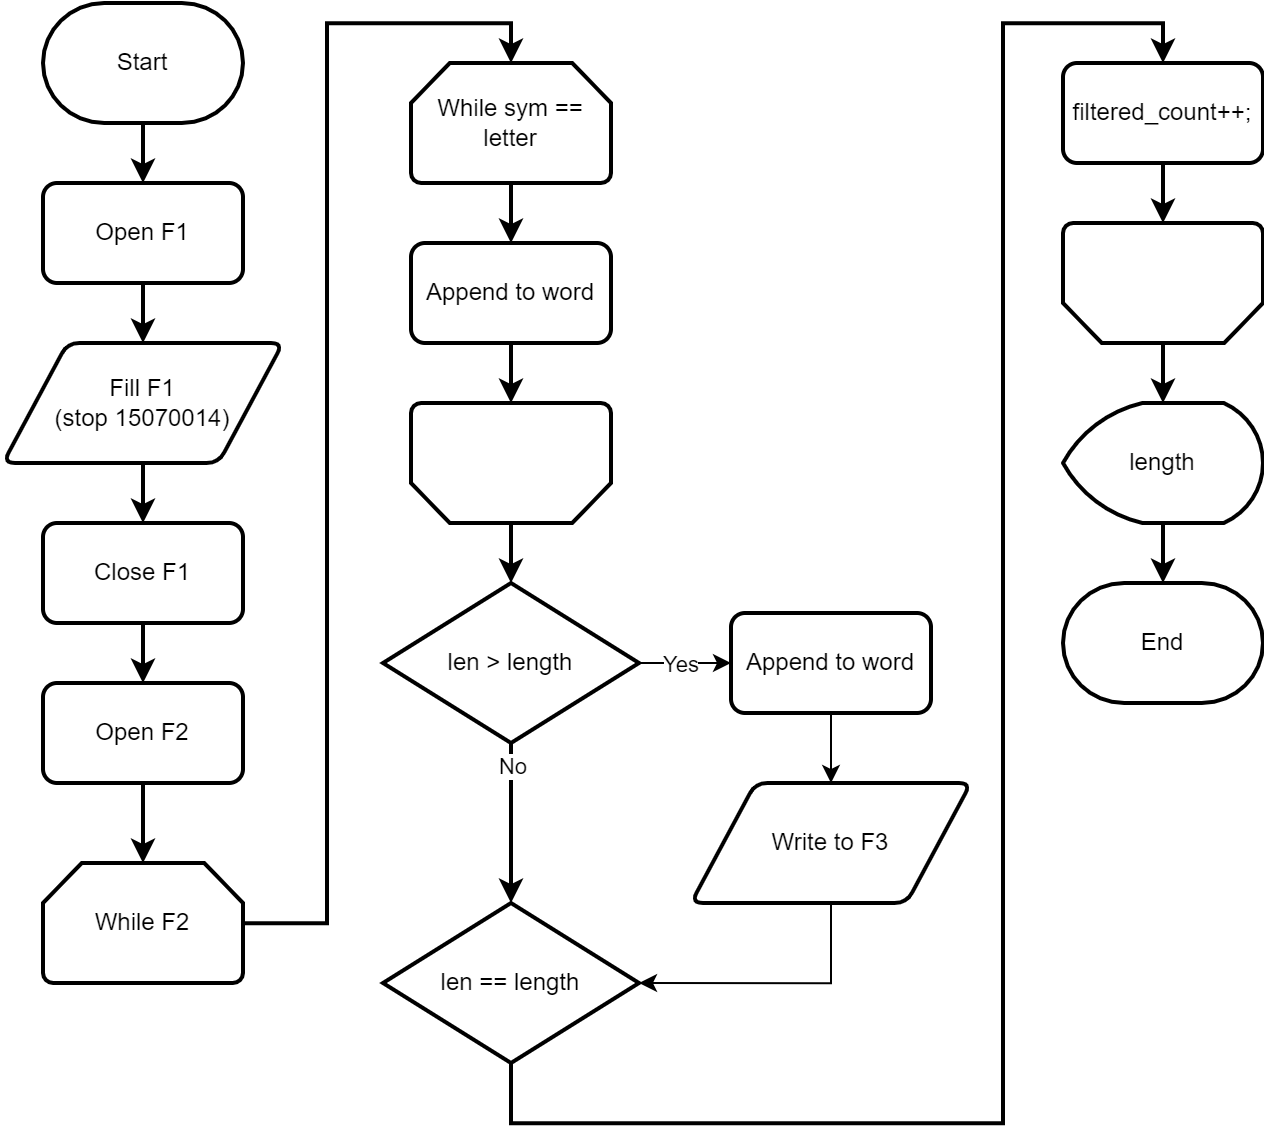 Start
Open F1
Fill F1
(stop 15070014)
Close F1
Open F2
While F2
While sym ==
letter
Append to word
len > length
Yes
Append to word
No
Write to F3
len == length
filtered_count++;
length
End